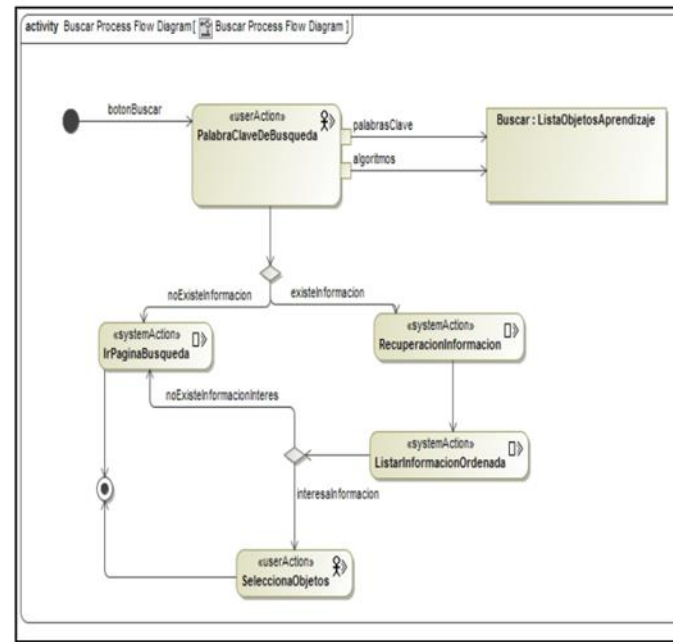 activity Buscar Process Flow Diagram[ Buscar Process Flow Diagram ]
botonBuscar
«userAction»
PalabraClaveDeBusqueda
palabrasClave
algoritmos
Buscar : ListaObjetosAprendizaje
noExisteInformacion
existeInformacion
«systemAction»
IrPaginaBusqueda
«systemAction»
RecuperacionInformacion
noExisteInformacionInteres
«systemAction»
ListarInformacionOrdenada
interesaInformacion
«userAction»
SeleccionaObjetos